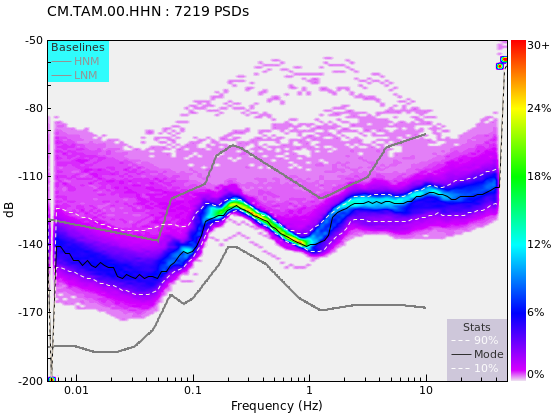 CM.TAM.00.HHN : 7219 PSDs
-50
Baselines
HNM
LNM
-80
-110
-140
-170
-200
dB
30+
24%
18%
12%
6%
0%
Stats
90%
Mode
10%
0.01
0.1
1
10
Frequency (Hz)